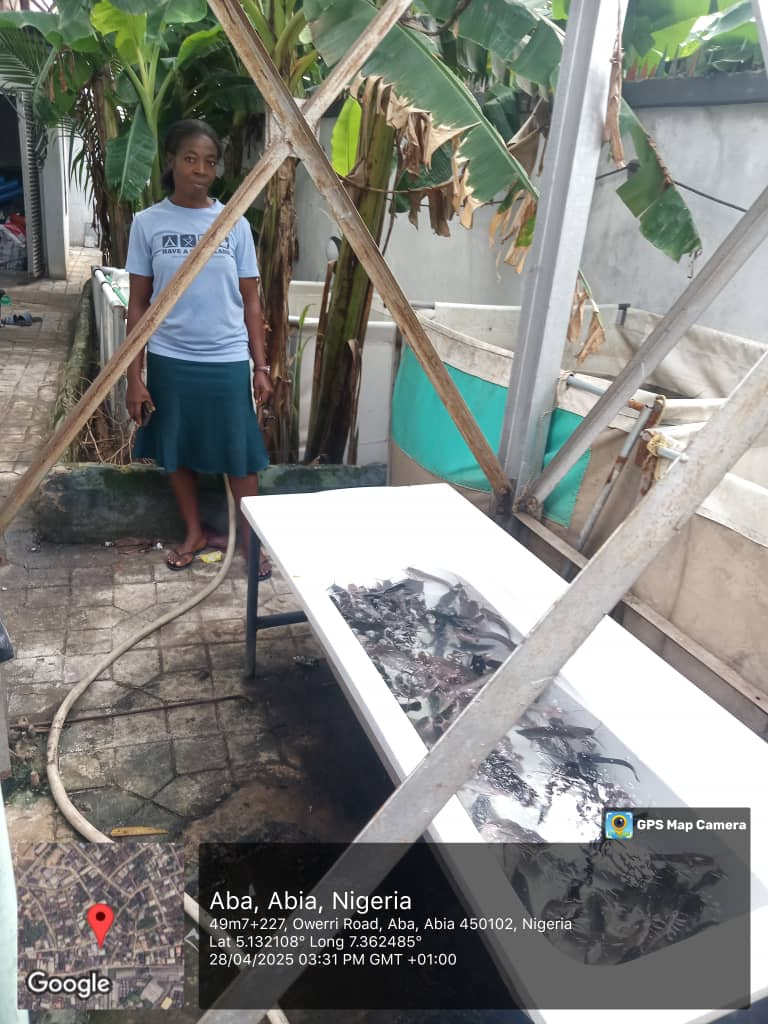 HAVE A
GPS Map Camera
Aba, Abia, Nigeria
49m7+227, Owerri Road, Aba, Abia 450102, Nigeria
Lat 5.132108° Long 7.362485°
28/04/2025 03:31 PM GMT +01:00
Google